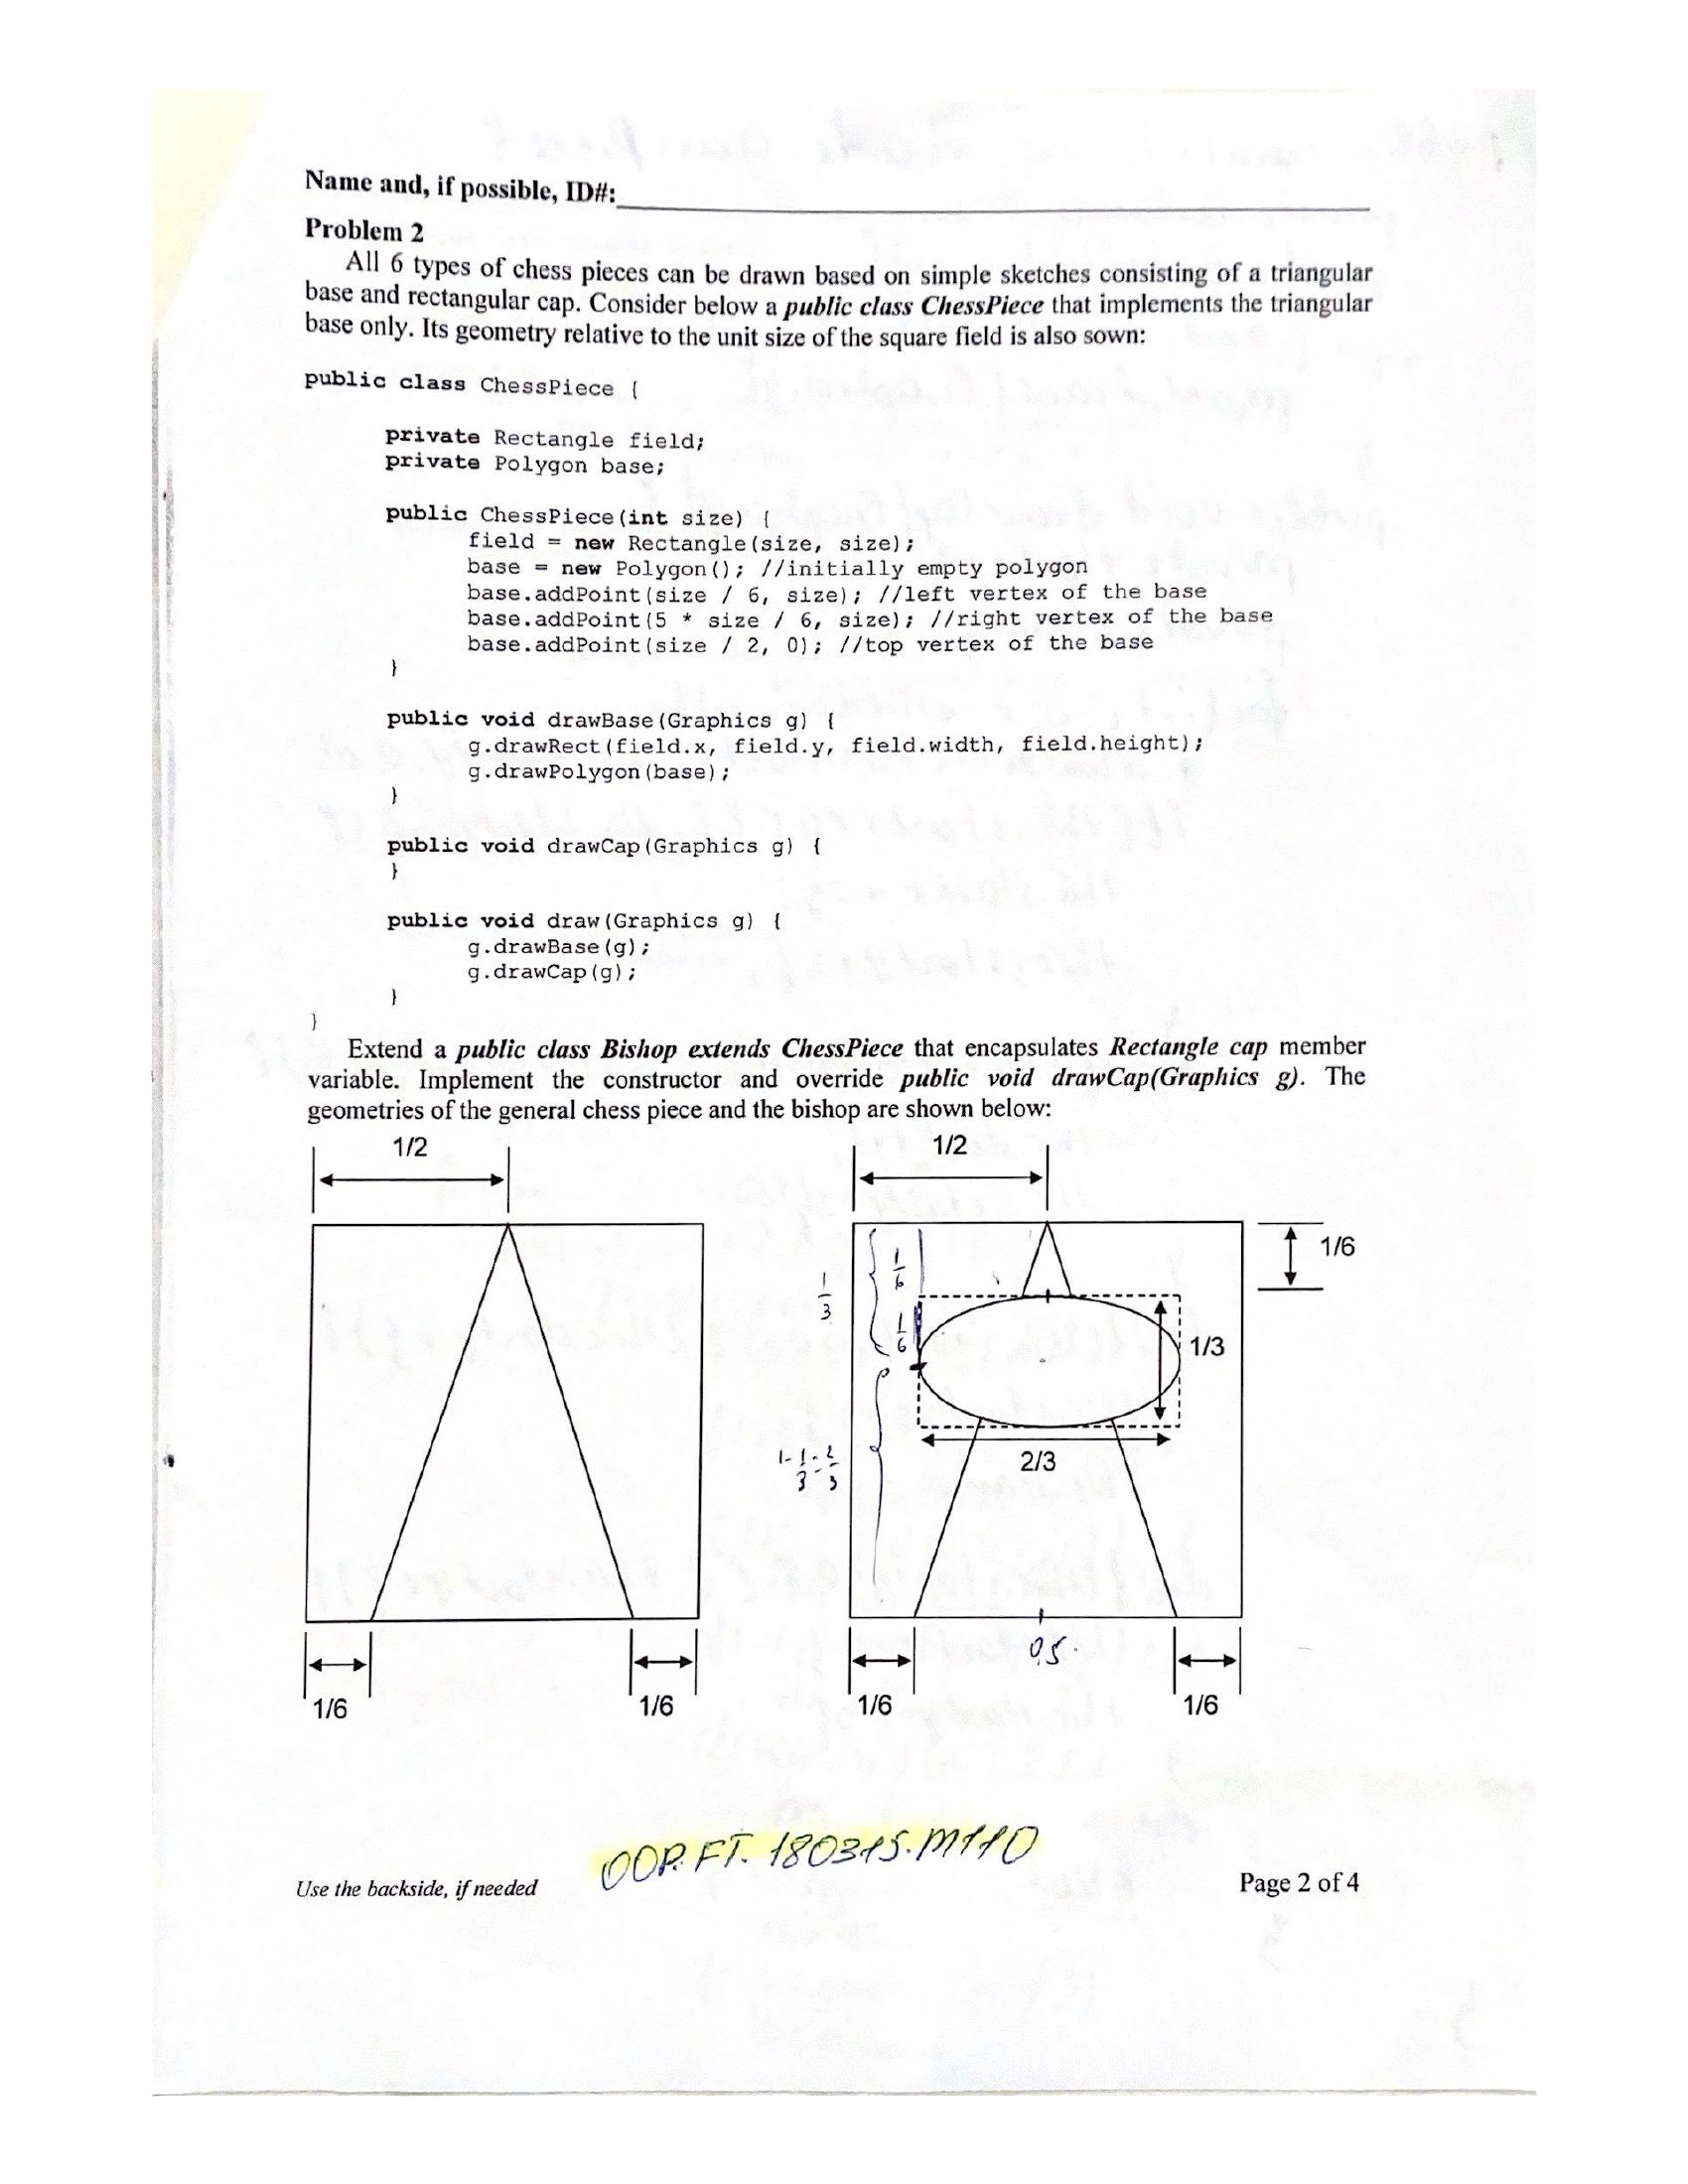 Name and, if possible, ID#:
Problem 2
All 6 types of chess pieces can be drawn based on simple sketches consisting of a triangular
base and rectangular cap. Consider below a public class ChessPiece that implements the triangular
base only. Its geometry relative to the unit size of the square field is also sown:
public class ChessPiece {
private Rectangle field;
private Polygon base;
public ChessPiece(int size) {
field = new Rectangle(size, size);
base = new Polygon(); //initially empty polygon
base.addPoint(size / 6, size); //left vertex of the base
base.addPoint(5 * size / 6, size); //right vertex of the base
base.addPoint(size / 2, 0); //top vertex of the base
}
public void drawBase(Graphics g) {
g.drawRect(field.x, field.y, field.width, field.height);
g.drawPolygon(base);
}
public void drawCap(Graphics g) {
}
public void draw(Graphics g) {
g.drawBase(g);
g.drawCap(g);
}
}
Extend a public class Bishop extends ChessPiece that encapsulates Rectangle cap member
variable. Implement the constructor and override public void drawCap(Graphics g). The
geometries of the general chess piece and the bishop are shown below:
1/2 1/2
1/6
1/6
1/3
1/6
1/3
1-1/3=2/3
2/3
0,5
1/6 1/6 1/6 1/6
OOP.FT.180315.M110
Use the backside, if needed
Page 2 of 4